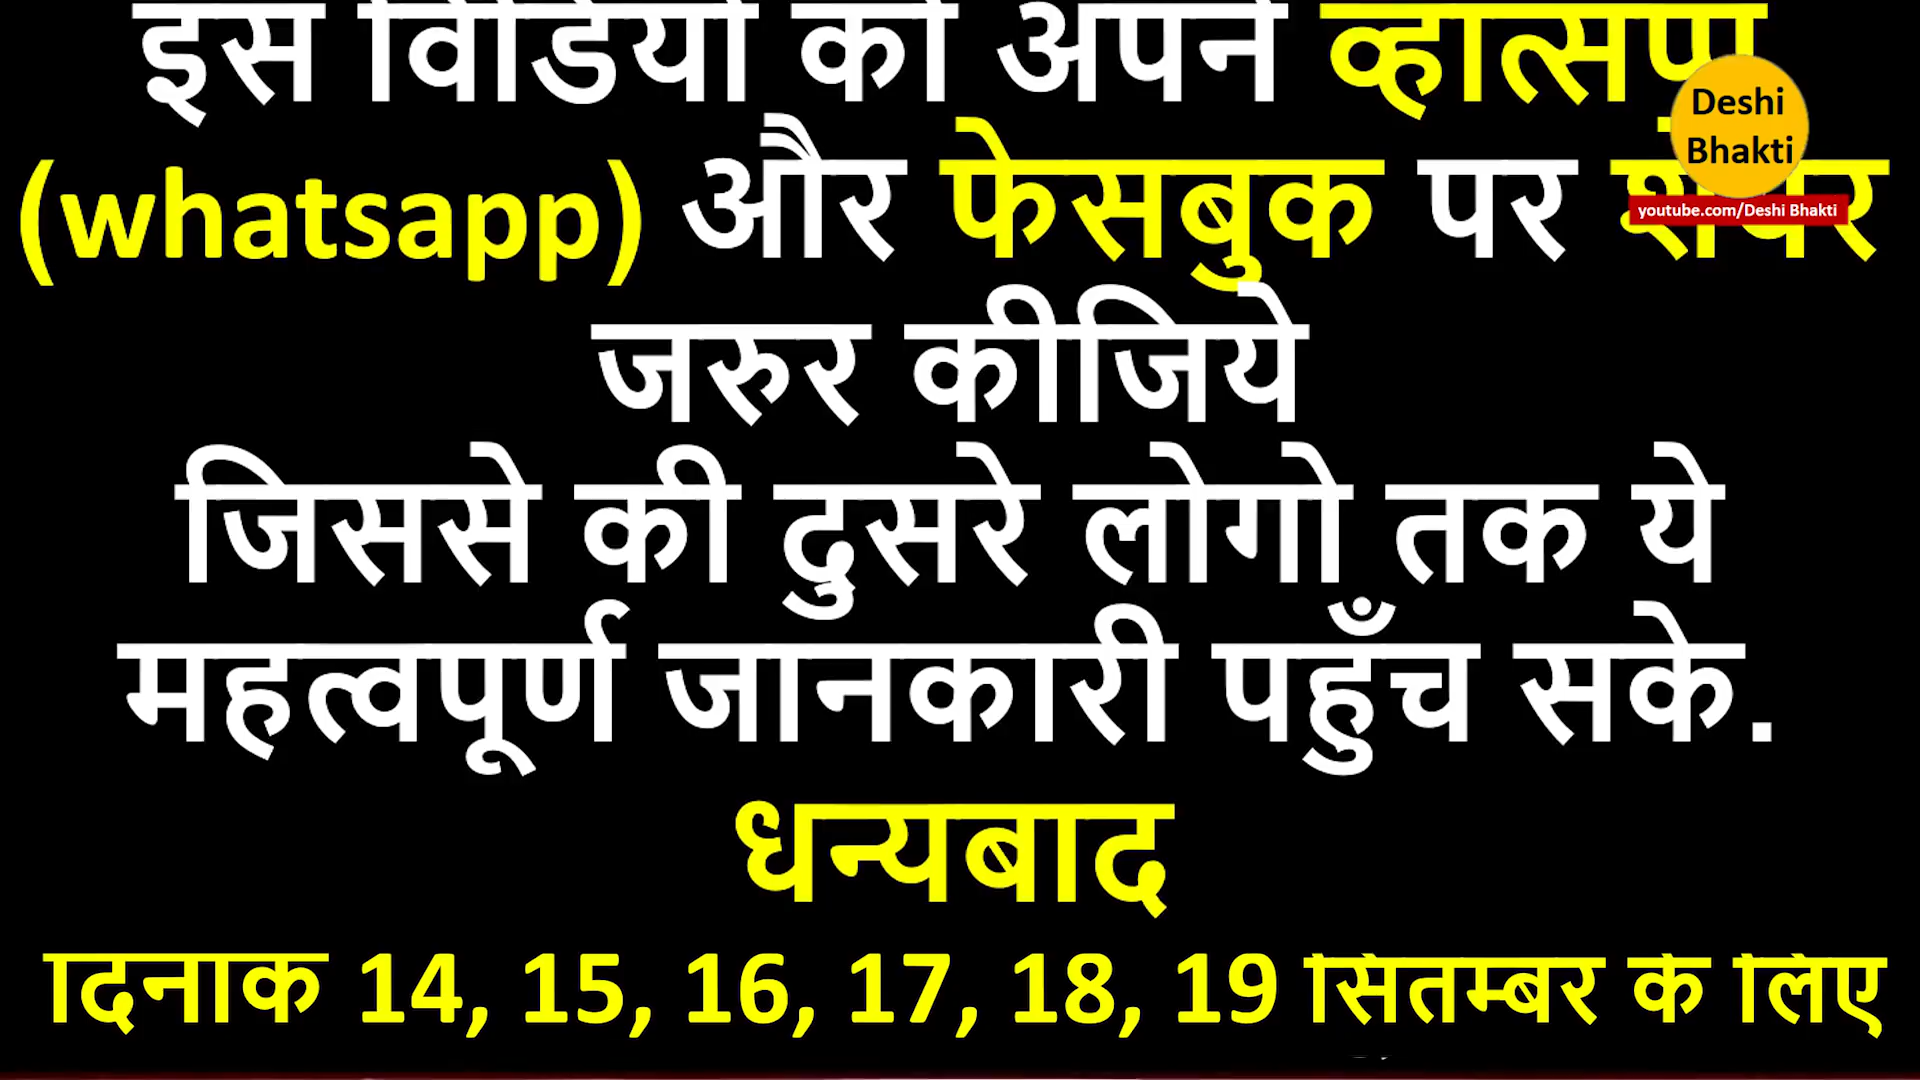 इस विडियो को अपने व्हात्सप्प
Deshi
Bhakti
(whatsapp) और फेसबुक पर शेयर
youtube.com/Deshi Bhakti
जरुर कीजिये
जिससे की दुसरे लोगो तक ये
महत्वपूर्ण जानकारी पहुँच सके.
धन्यबाद
दिनांक 14, 15, 16, 17, 18, 19 सितम्बर के लिए